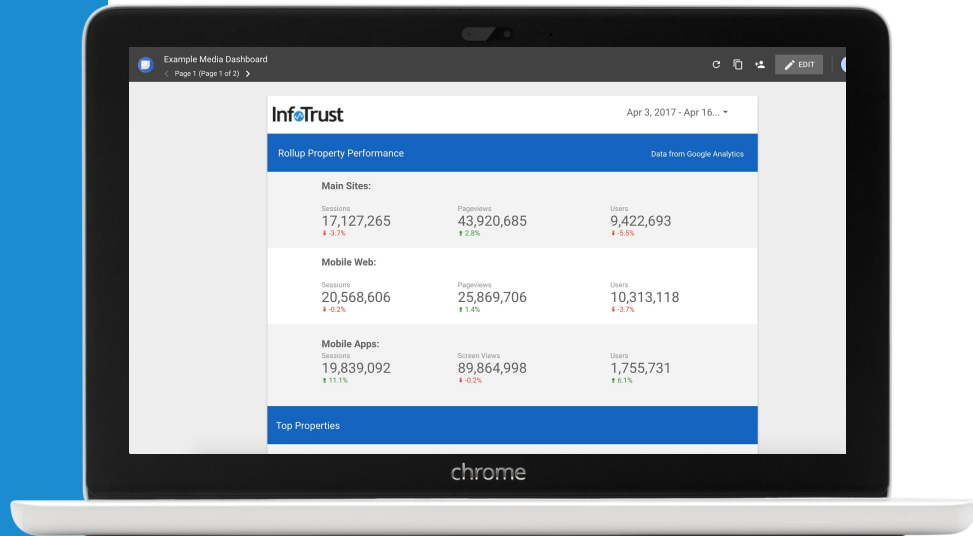 Example Media Dashboard
Page 1 (Page 1 of 2)
EDIT
InfoTrust
Apr 3, 2017 - Apr 16...
Rollup Property Performance
Data from Google Analytics
Main Sites:
Sessions Pageviews Users
17,127,265 43,920,685 9,422,693
-3.7% 2.8% -5.5%
Mobile Web:
Sessions Pageviews Users
20,568,606 25,869,706 10,313,118
-0.2% 1.4% -3.7%
Mobile Apps:
Sessions Screen Views Users
19,839,092 89,864,998 1,755,731
11.1% -0.2% 6.1%
Top Properties
chrome